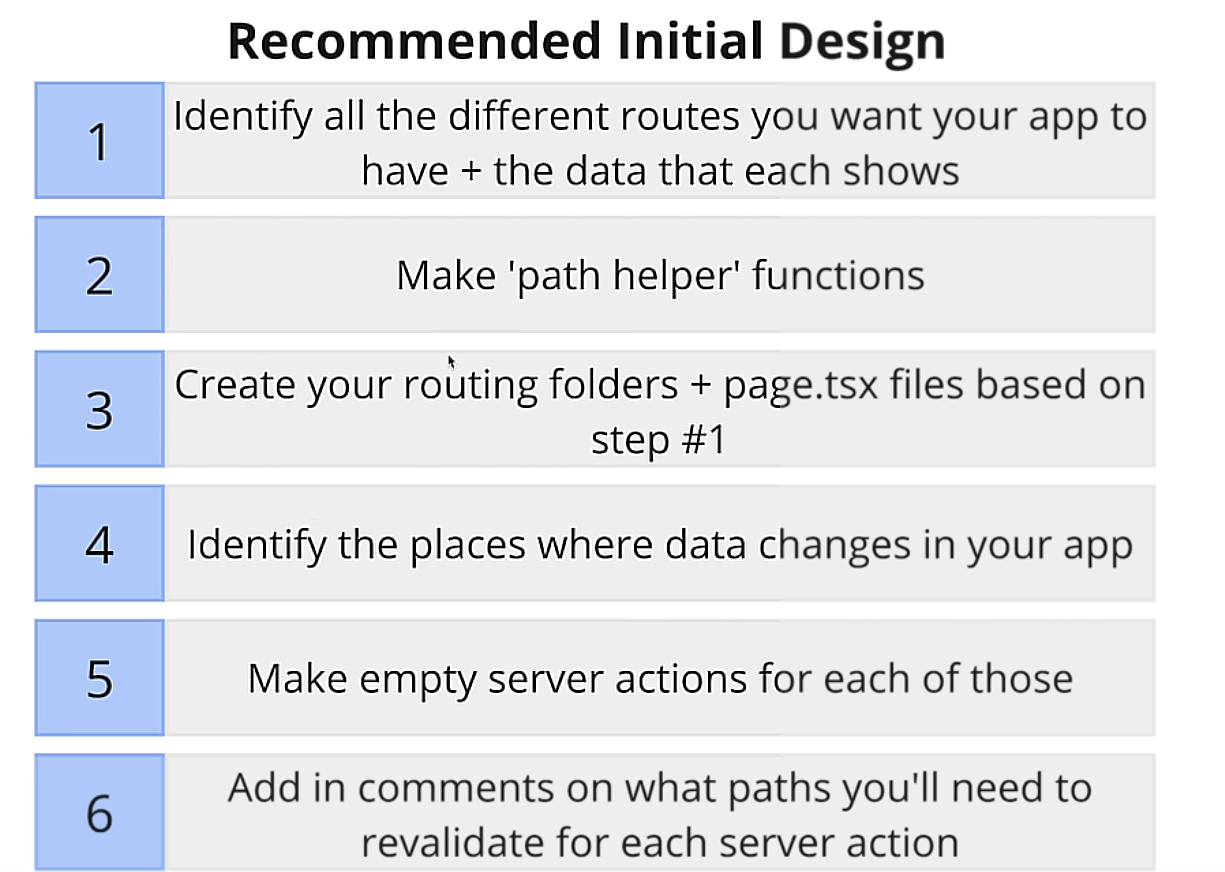 Recommended Initial Design
1
Identify all the different routes you want your app to
have + the data that each shows
2
Make 'path helper' functions
3
Create your routing folders + page.tsx files based on
step #1
4
Identify the places where data changes in your app
5
Make empty server actions for each of those
6
Add in comments on what paths you'll need to
revalidate for each server action